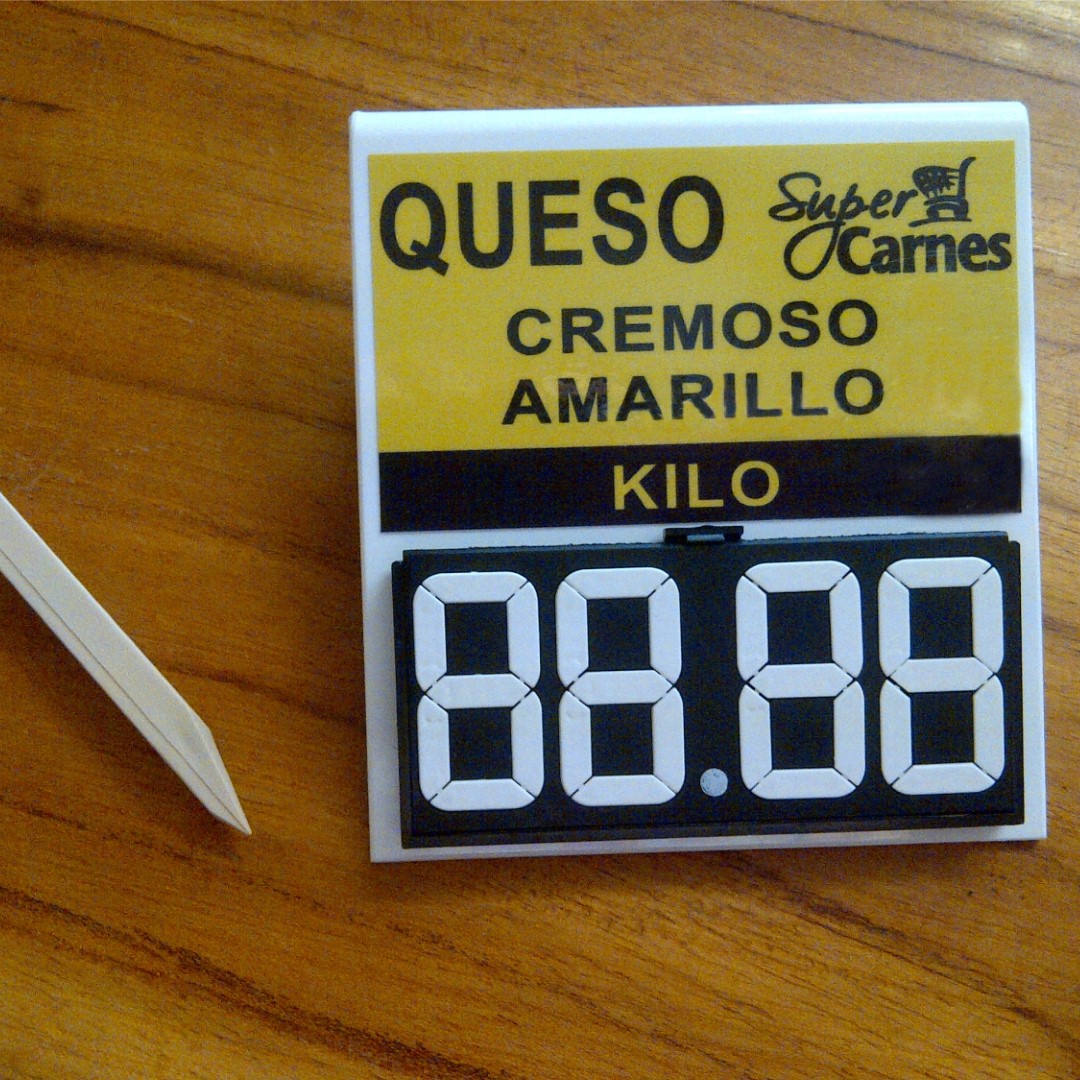 QUESO
Super
Carnes
CREMOSO
AMARILLO
KILO
88.88